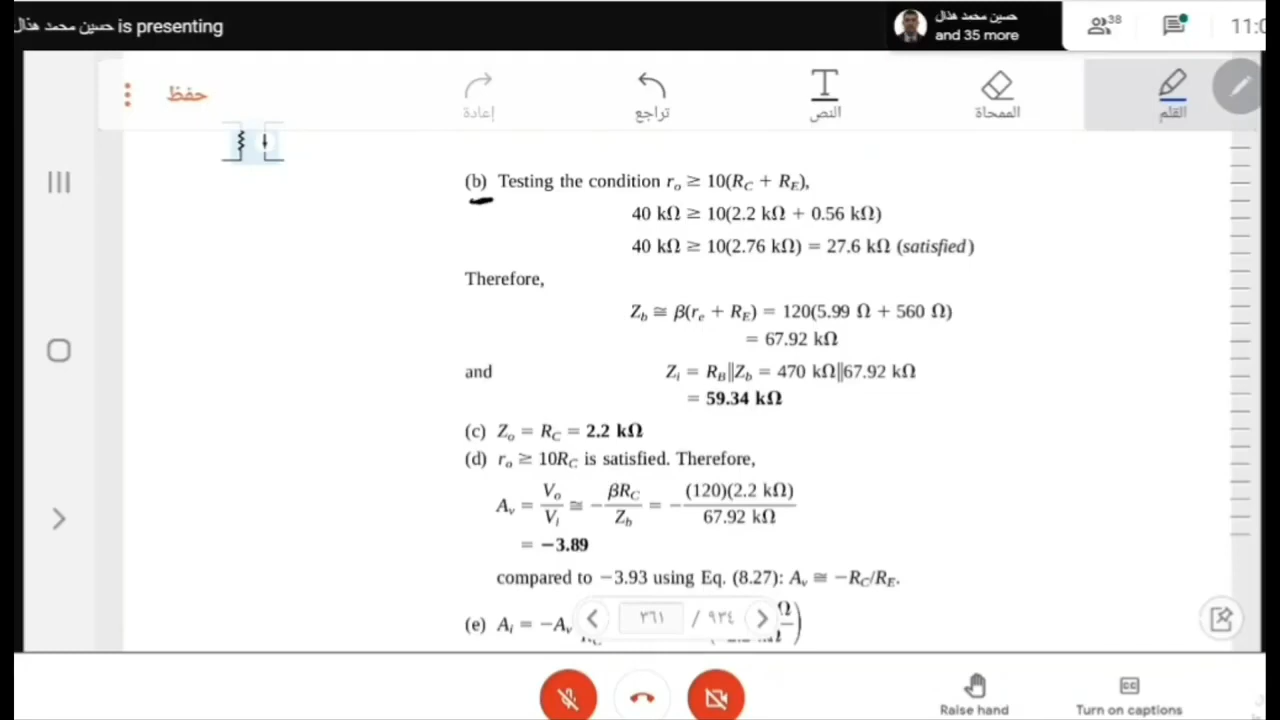 حسين محمد هذال is presenting
حسين محمد هذال
and 35 more
38
حفظ
إعادة
تراجع
النص
الممحاة
القلم
(b) Testing the condition rₒ ≥ 10(R_C + R_E),
40 kΩ ≥ 10(2.2 kΩ + 0.56 kΩ)
40 kΩ ≥ 10(2.76 kΩ) = 27.6 kΩ (satisfied)
Therefore,
Z_b ≅ β(r_e + R_E) = 120(5.99 Ω + 560 Ω)
= 67.92 kΩ
and Z_i = R_B||Z_b = 470 kΩ||67.92 kΩ
= 59.34 kΩ
(c) Z_o = R_C = 2.2 kΩ
(d) r_o ≥ 10R_C is satisfied. Therefore,
A_v = V_o/V_i ≅ −βR_C/Z_b = −(120)(2.2 kΩ)/67.92 kΩ
= −3.89
compared to −3.93 using Eq. (8.27): A_v ≅ −R_C/R_E.
(e) A_i = −A_v
٣٦١ / ٩٣٤
Raise hand
Turn on captions